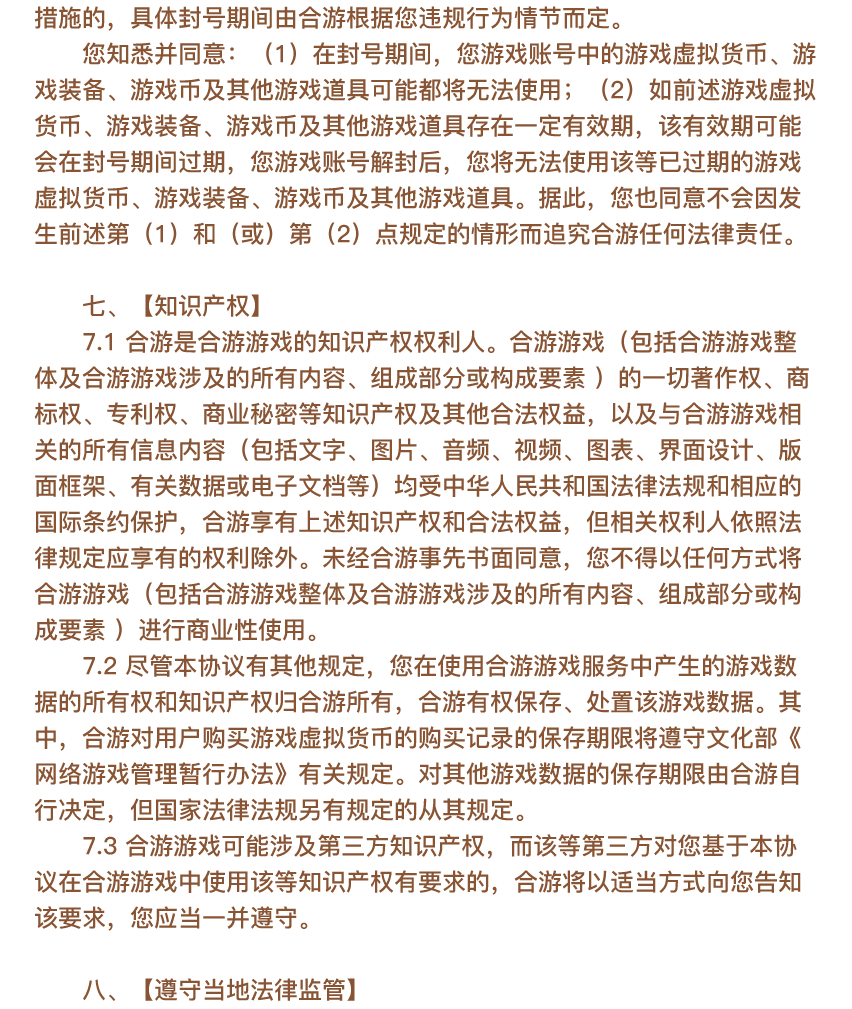 措施的，具体封号期间由合游根据您违规行为情节而定。
您知悉并同意：（1）在封号期间，您游戏账号中的游戏虚拟货币、游
戏装备、游戏币及其他游戏道具可能都将无法使用；（2）如前述游戏虚拟
货币、游戏装备、游戏币及其他游戏道具存在一定有效期，该有效期可能
会在封号期间过期，您游戏账号解封后，您将无法使用该等已过期的游戏
虚拟货币、游戏装备、游戏币及其他游戏道具。据此，您也同意不会因发
生前述第（1）和（或）第（2）点规定的情形而追究合游任何法律责任。
七、【知识产权】
7.1 合游是合游游戏的知识产权权利人。合游游戏（包括合游游戏整
体及合游游戏涉及的所有内容、组成部分或构成要素 ）的一切著作权、商
标权、专利权、商业秘密等知识产权及其他合法权益，以及与合游游戏相
关的所有信息内容（包括文字、图片、音频、视频、图表、界面设计、版
面框架、有关数据或电子文档等）均受中华人民共和国法律法规和相应的
国际条约保护，合游享有上述知识产权和合法权益，但相关权利人依照法
律规定应享有的权利除外。未经合游事先书面同意，您不得以任何方式将
合游游戏（包括合游游戏整体及合游游戏涉及的所有内容、组成部分或构
成要素 ）进行商业性使用。
7.2 尽管本协议有其他规定，您在使用合游游戏服务中产生的游戏数
据的所有权和知识产权归合游所有，合游有权保存、处置该游戏数据。其
中，合游对用户购买游戏虚拟货币的购买记录的保存期限将遵守文化部《
网络游戏管理暂行办法》有关规定。对其他游戏数据的保存期限由合游自
行决定，但国家法律法规另有规定的从其规定。
7.3 合游游戏可能涉及第三方知识产权，而该等第三方对您基于本协
议在合游游戏中使用该等知识产权有要求的，合游将以适当方式向您告知
该要求，您应当一并遵守。
八、【遵守当地法律监管】